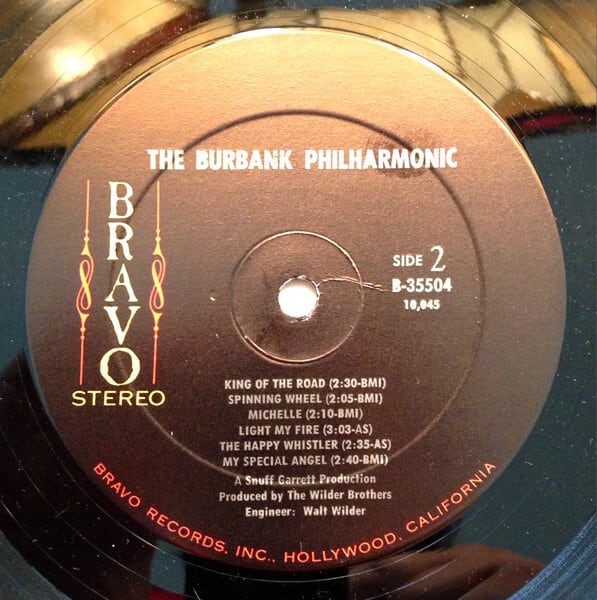 THE BURBANK PHILHARMONIC
BRAVO
STEREO
SIDE 2
B-35504
10,045
KING OF THE ROAD (2:30-BMI)
SPINNING WHEEL (2:05-BMI)
MICHELLE (2:10-BMI)
LIGHT MY FIRE (3:03-AS)
THE HAPPY WHISTLER (2:35-AS)
MY SPECIAL ANGEL (2:40-BMI)
A Snuff Garrett Production
Produced by The Wilder Brothers
Engineer: Walt Wilder
BRAVO RECORDS, INC., HOLLYWOOD, CALIFORNIA